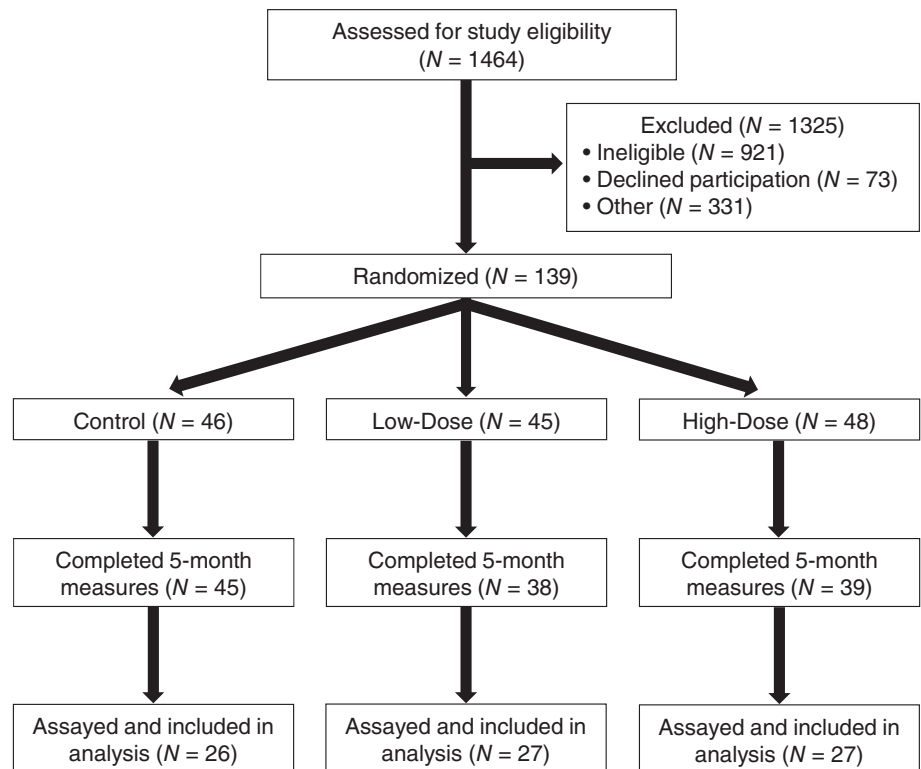 Assessed for study eligibility
(N = 1464)
Excluded (N = 1325)
• Ineligible (N = 921)
• Declined participation (N = 73)
• Other (N = 331)
Randomized (N = 139)
Control (N = 46)
Low-Dose (N = 45)
High-Dose (N = 48)
Completed 5-month
measures (N = 45)
Completed 5-month
measures (N = 38)
Completed 5-month
measures (N = 39)
Assayed and included in
analysis (N = 26)
Assayed and included in
analysis (N = 27)
Assayed and included in
analysis (N = 27)